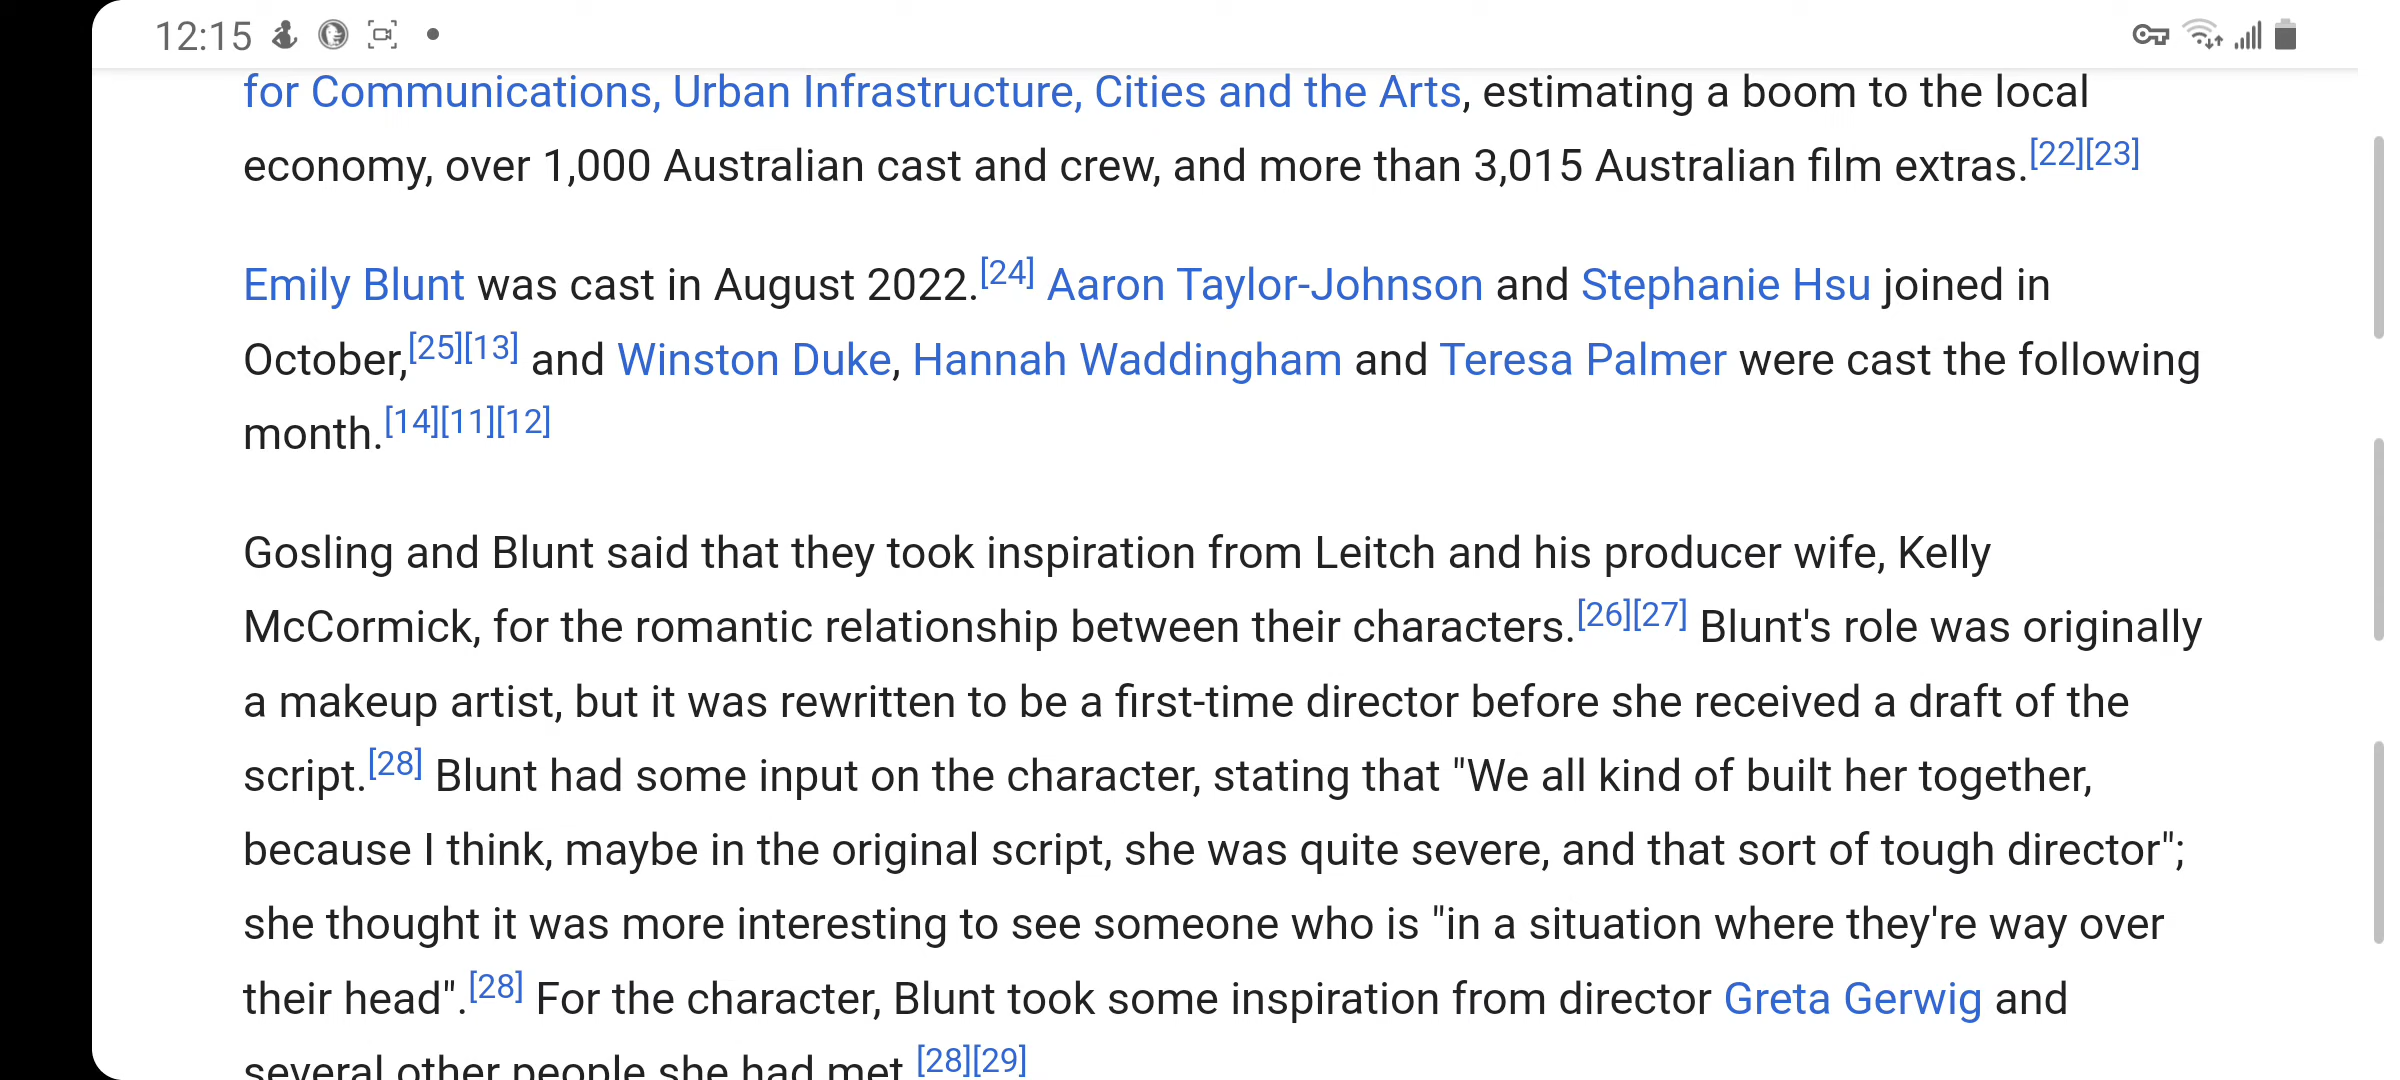 12:15
for Communications, Urban Infrastructure, Cities and the Arts, estimating a boom to the local
economy, over 1,000 Australian cast and crew, and more than 3,015 Australian film extras.[22][23]
Emily Blunt was cast in August 2022.[24] Aaron Taylor-Johnson and Stephanie Hsu joined in
October,[25][13] and Winston Duke, Hannah Waddingham and Teresa Palmer were cast the following
month.[14][11][12]
Gosling and Blunt said that they took inspiration from Leitch and his producer wife, Kelly
McCormick, for the romantic relationship between their characters.[26][27] Blunt's role was originally
a makeup artist, but it was rewritten to be a first-time director before she received a draft of the
script.[28] Blunt had some input on the character, stating that "We all kind of built her together,
because I think, maybe in the original script, she was quite severe, and that sort of tough director";
she thought it was more interesting to see someone who is "in a situation where they're way over
their head".[28] For the character, Blunt took some inspiration from director Greta Gerwig and
several other people she had met.[28][29]